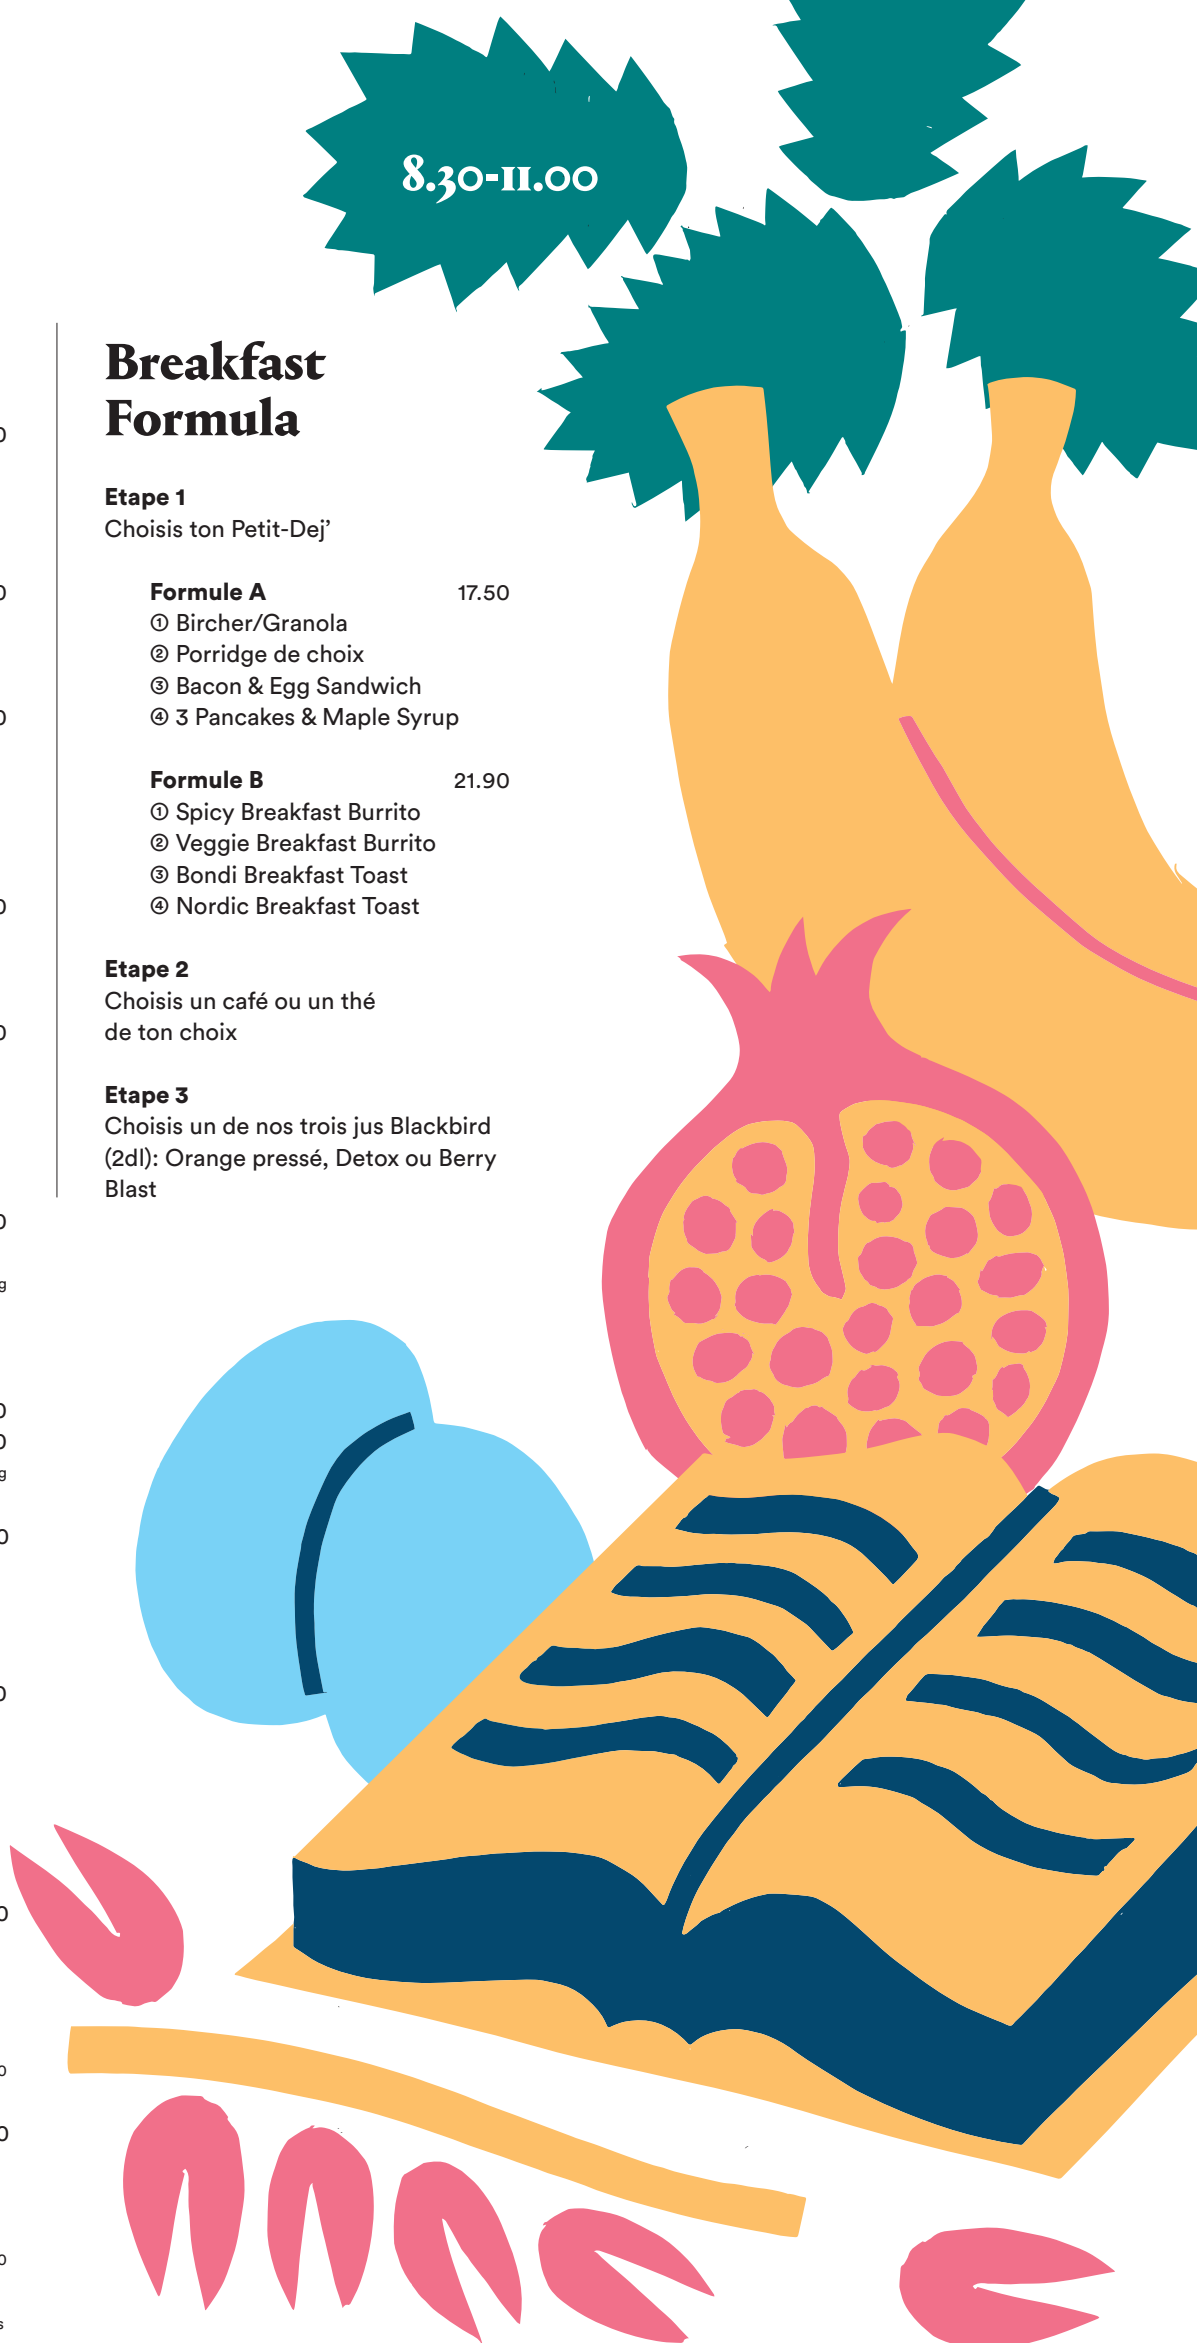 8.30-11.00
Breakfast
Formula
Etape 1
Choisis ton Petit-Dej’
Formule A 17.50
① Bircher/Granola
② Porridge de choix
③ Bacon & Egg Sandwich
④ 3 Pancakes & Maple Syrup
Formule B 21.90
① Spicy Breakfast Burrito
② Veggie Breakfast Burrito
③ Bondi Breakfast Toast
④ Nordic Breakfast Toast
Etape 2
Choisis un café ou un thé
de ton choix
Etape 3
Choisis un de nos trois jus Blackbird
(2dl): Orange pressé, Detox ou Berry
Blast